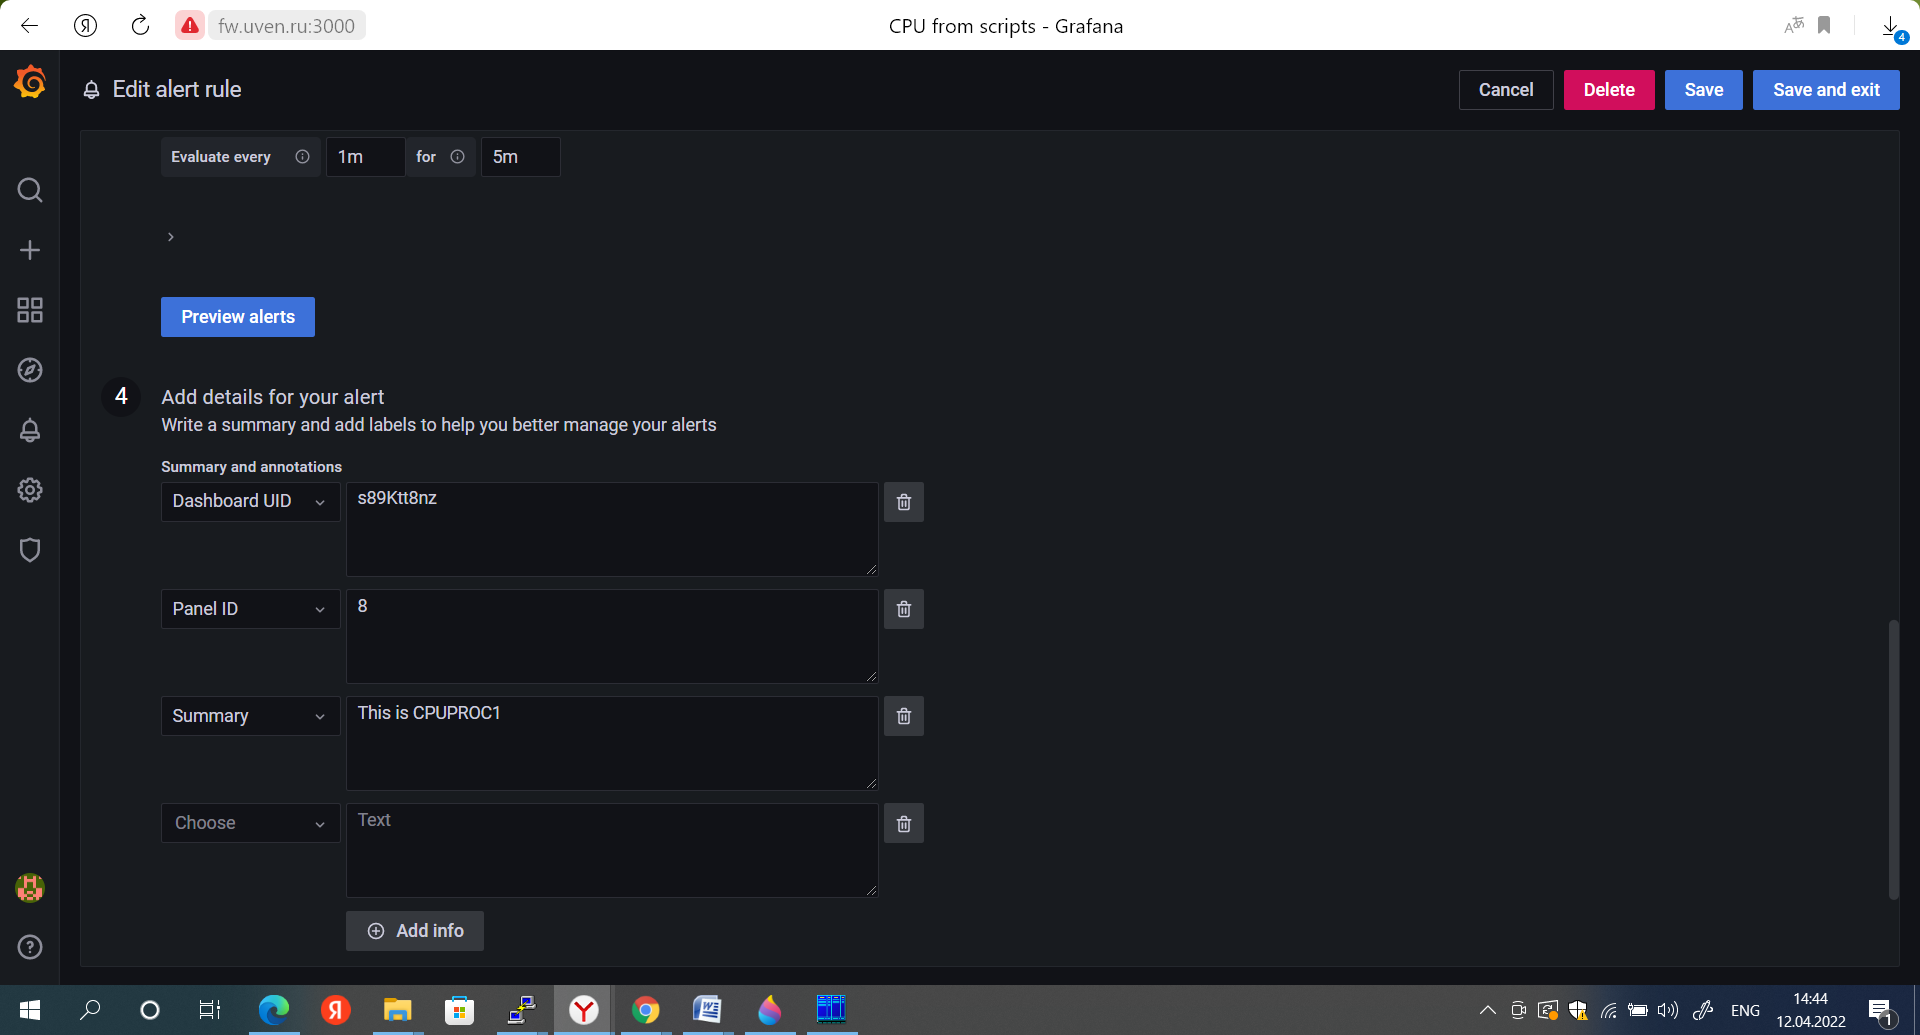 fw.uven.ru:3000
CPU from scripts - Grafana
4
Edit alert rule
Cancel
Delete
Save
Save and exit
Evaluate every
1m
for
5m
Preview alerts
4
Add details for your alert
Write a summary and add labels to help you better manage your alerts
Summary and annotations
Dashboard UID
s89Ktt8nz
Panel ID
8
Summary
This is CPUPROC1
Choose
Text
Add info
ENG
14:44
12.04.2022
1